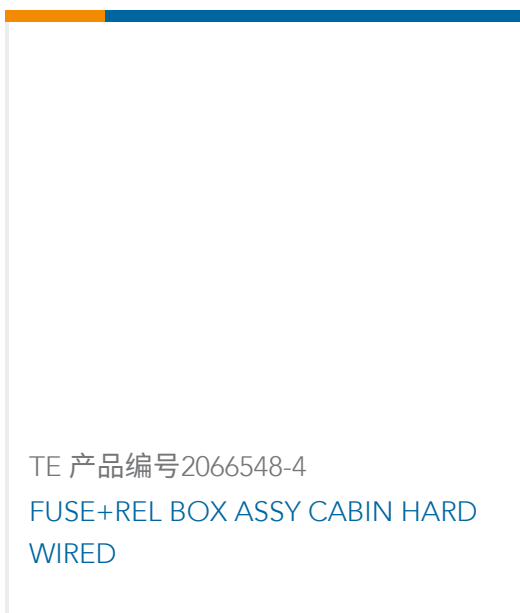 TE 产品编号2066548-4
FUSE+REL BOX ASSY CABIN HARD
WIRED